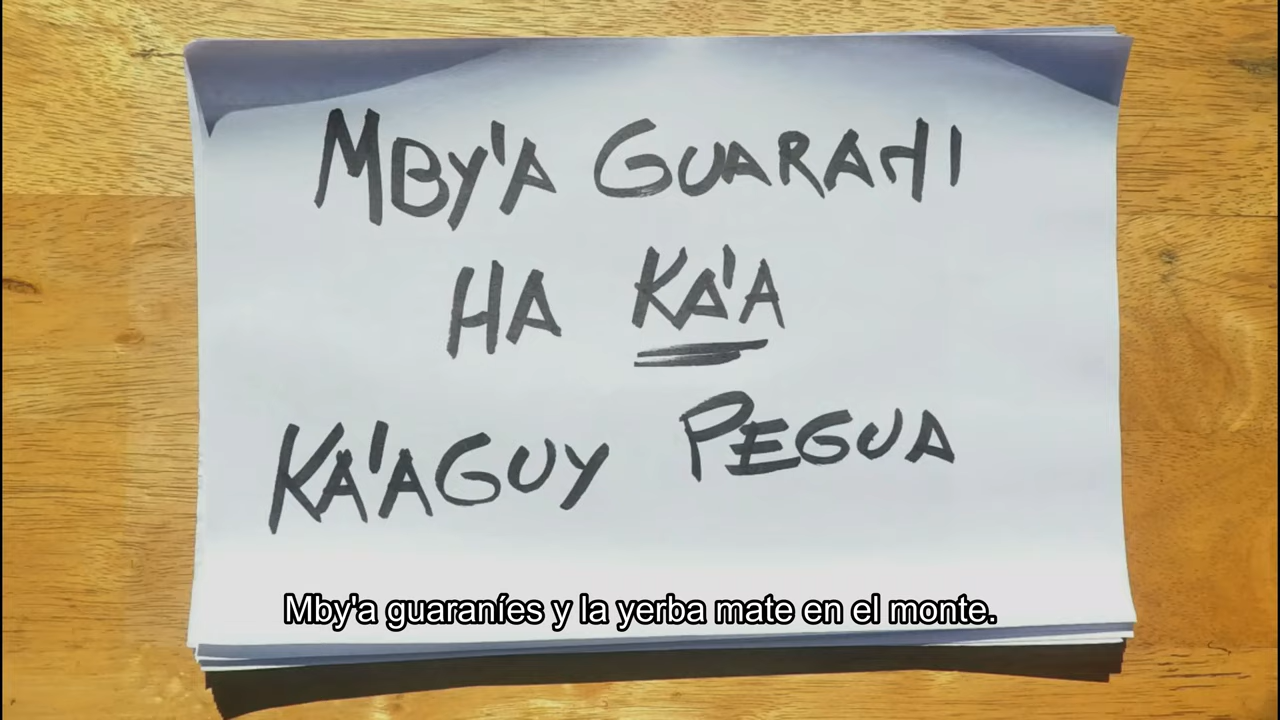 MBY'A GUARANI
HA KA'A
KA'AGUY PEGUA
Mby'a guaraníes y la yerba mate en el monte.